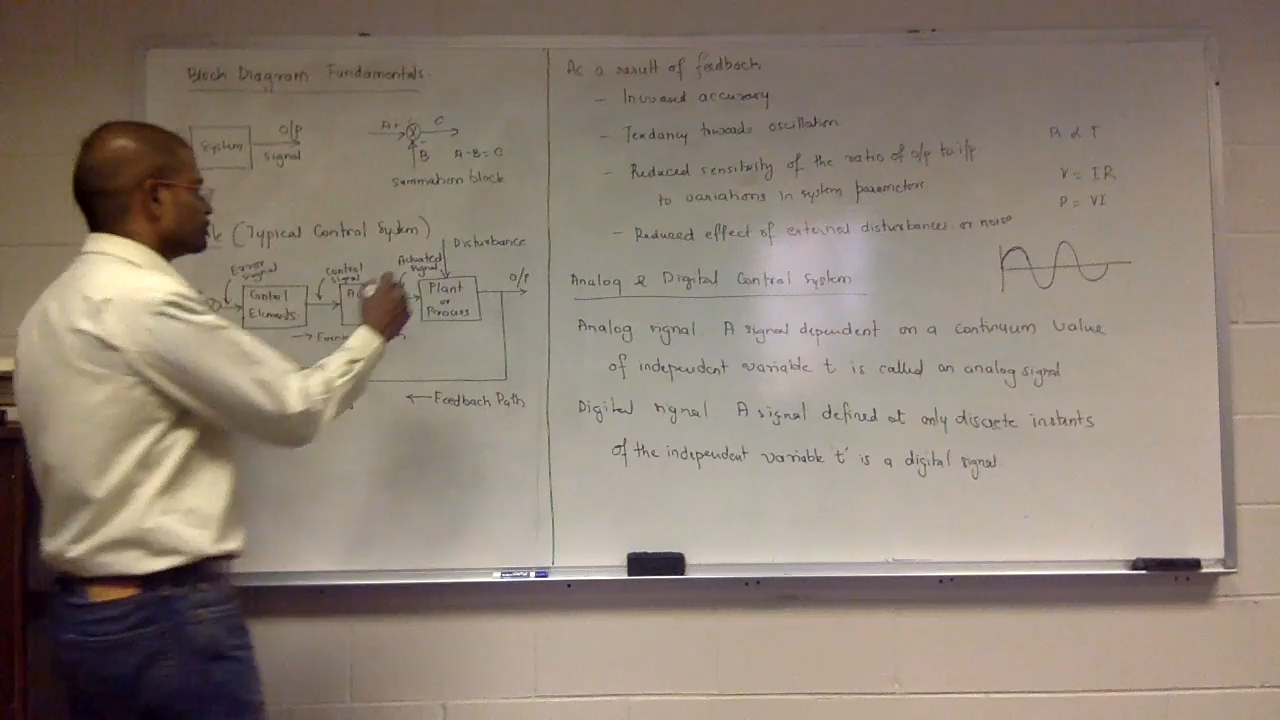 Block Diagram Fundamentals
System
O/P
signal
A+
C
B
A-B=C
Summation block
(Typical Control System)
Disturbance
Error signal
Control signal
Actuated signal
O/P
Control Elements
Plant or Process
Feedback Path
As a result of feedback
- Increased accuracy
- Tendancy towards oscillation
- Reduced sensitivity of the ratio of o/p to i/p
to variations in system parameters
- Reduced effect of external disturbances or noise
R α T
V = IR
P = VI
Analog & Digital Control System
Analog signal. A signal dependent on a continuum value
of independent variable t is called an analog signal
Digital signal A signal defined at only discrete instants
of the independent variable t' is a digital signal